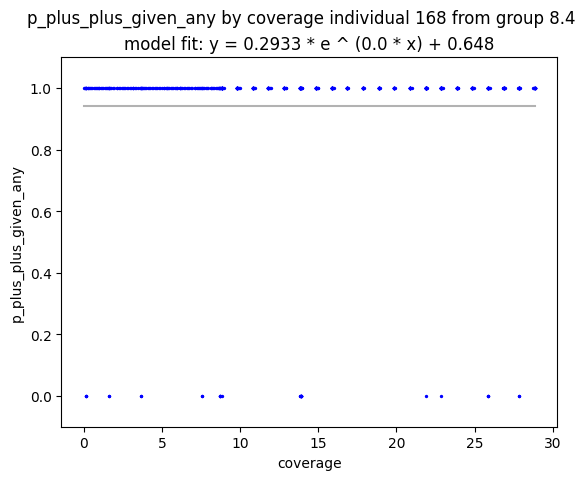 p_plus_plus_given_any by coverage individual 168 from group 8.4
model fit: y = 0.2933 * e ^ (0.0 * x) + 0.648
1.0
0.8
0.6
0.4
0.2
0.0
p_plus_plus_given_any
0 5 10 15 20 25 30
coverage